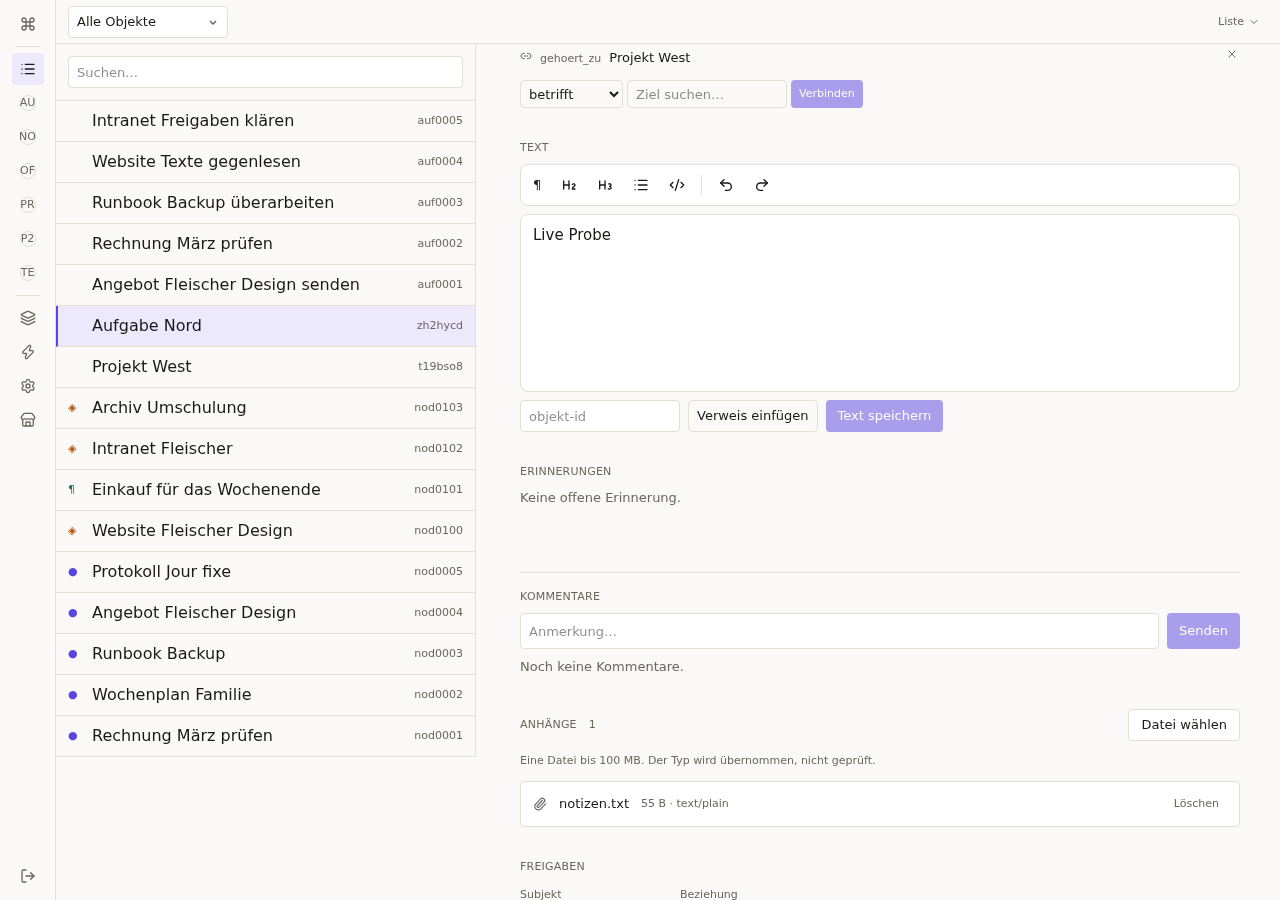 Alle Objekte
Liste
AU
NO
OF
PR
P2
TE
Suchen...
Intranet Freigaben klären auf0005
Website Texte gegenlesen auf0004
Runbook Backup überarbeiten auf0003
Rechnung März prüfen auf0002
Angebot Fleischer Design senden auf0001
Aufgabe Nord zh2hycd
Projekt West t19bso8
Archiv Umschulung nod0103
Intranet Fleischer nod0102
¶ Einkauf für das Wochenende nod0101
Website Fleischer Design nod0100
Protokoll Jour fixe nod0005
Angebot Fleischer Design nod0004
Runbook Backup nod0003
Wochenplan Familie nod0002
Rechnung März prüfen nod0001
gehoert_zu Projekt West
betrifft Ziel suchen... Verbinden
TEXT
¶ H2 H3
Live Probe
objekt-id Verweis einfügen Text speichern
ERINNERUNGEN
Keine offene Erinnerung.
KOMMENTARE
Anmerkung... Senden
Noch keine Kommentare.
ANHÄNGE 1 Datei wählen
Eine Datei bis 100 MB. Der Typ wird übernommen, nicht geprüft.
notizen.txt 55 B · text/plain Löschen
FREIGABEN
Subjekt Beziehung